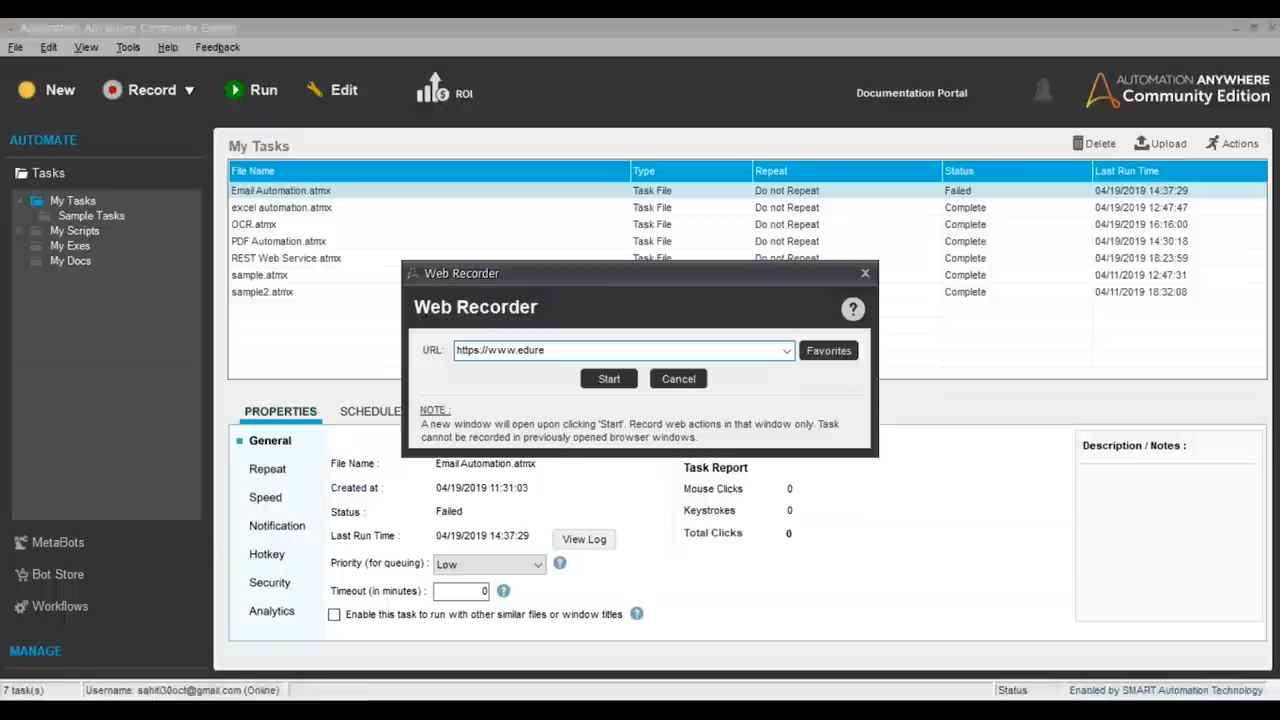 Automation Anywhere Community Edition
File Edit View Tools Help Feedback
New Record Run Edit ROI Documentation Portal AUTOMATION ANYWHERE
Community Edition
AUTOMATE
Tasks
My Tasks
Sample Tasks
My Scripts
My Exes
My Docs
MetaBots
Bot Store
Workflows
MANAGE
My Tasks Delete Upload Actions
File Name Type Repeat Status Last Run Time
Email Automation.atmx Task File Do not Repeat Failed 04/19/2019 14:37:29
excel automation.atmx Task File Do not Repeat Complete 04/19/2019 12:47:47
OCR.atmx Task File Do not Repeat Complete 04/19/2019 16:16:00
PDF Automation.atmx Task File Do not Repeat Complete 04/19/2019 14:30:18
REST Web Service.atmx Task File Do not Repeat Complete 04/19/2019 18:23:59
sample.atmx Complete 04/11/2019 12:47:31
sample2.atmx Complete 04/11/2019 18:32:08
Web Recorder
Web Recorder ?
URL: https://www.edure Favorites
Start Cancel
NOTE :
A new window will open upon clicking 'Start'. Record web actions in that window only. Task
cannot be recorded in previously opened browser windows.
PROPERTIES SCHEDULE
General
Repeat
Speed
Notification
Hotkey
Security
Analytics
File Name : Email Automation.atmx
Created at : 04/19/2019 11:31:03
Status : Failed
Last Run Time : 04/19/2019 14:37:29 View Log
Priority (for queuing) : Low ?
Timeout (in minutes) : 0 ?
Enable this task to run with other similar files or window titles ?
Task Report
Mouse Clicks 0
Keystrokes 0
Total Clicks 0
Description / Notes :
7 task(s) Username: sahiti30oct@gmail.com (Online) Status Enabled by SMART Automation Technology